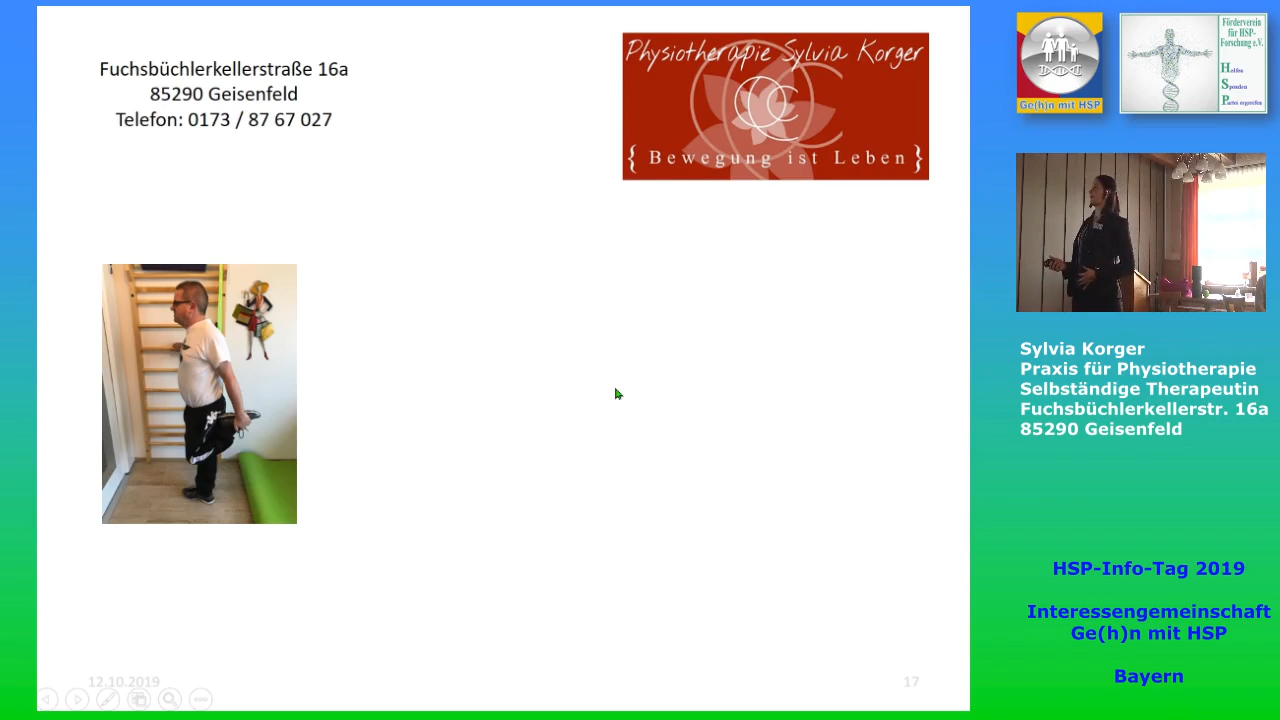 Fuchsbüchlerkellerstraße 16a
85290 Geisenfeld
Telefon: 0173 / 87 67 027
Physiotherapie Sylvia Korger
{ Bewegung ist Leben }
12.10.2019
17
Ge(h)n mit HSP
Förderverein
für HSP-
Forschung e.V.
Helfen
Spenden
Partei ergreifen
Sylvia Korger
Praxis für Physiotherapie
Selbständige Therapeutin
Fuchsbüchlerkellerstr. 16a
85290 Geisenfeld
HSP-Info-Tag 2019
Interessengemeinschaft
Ge(h)n mit HSP
Bayern